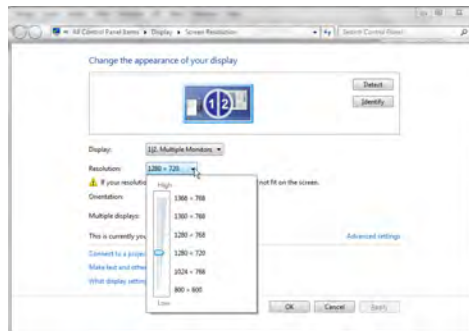 All Control Panel Items ▸ Display ▸ Screen Resolution
Search Control Panel
Change the appearance of your display
1|2
Detect
Identify
Display: 1|2. Multiple Monitors
Resolution: 1280 × 720
If your resolutio
not fit on the screen.
High
Orientation:
1366 × 768
1360 × 768
Multiple displays:
1280 × 768
This is currently you
Advanced settings
1280 × 720
Connect to a projec
1024 × 768
Make text and other
What display setting
800 × 600
Low
OK Cancel Apply